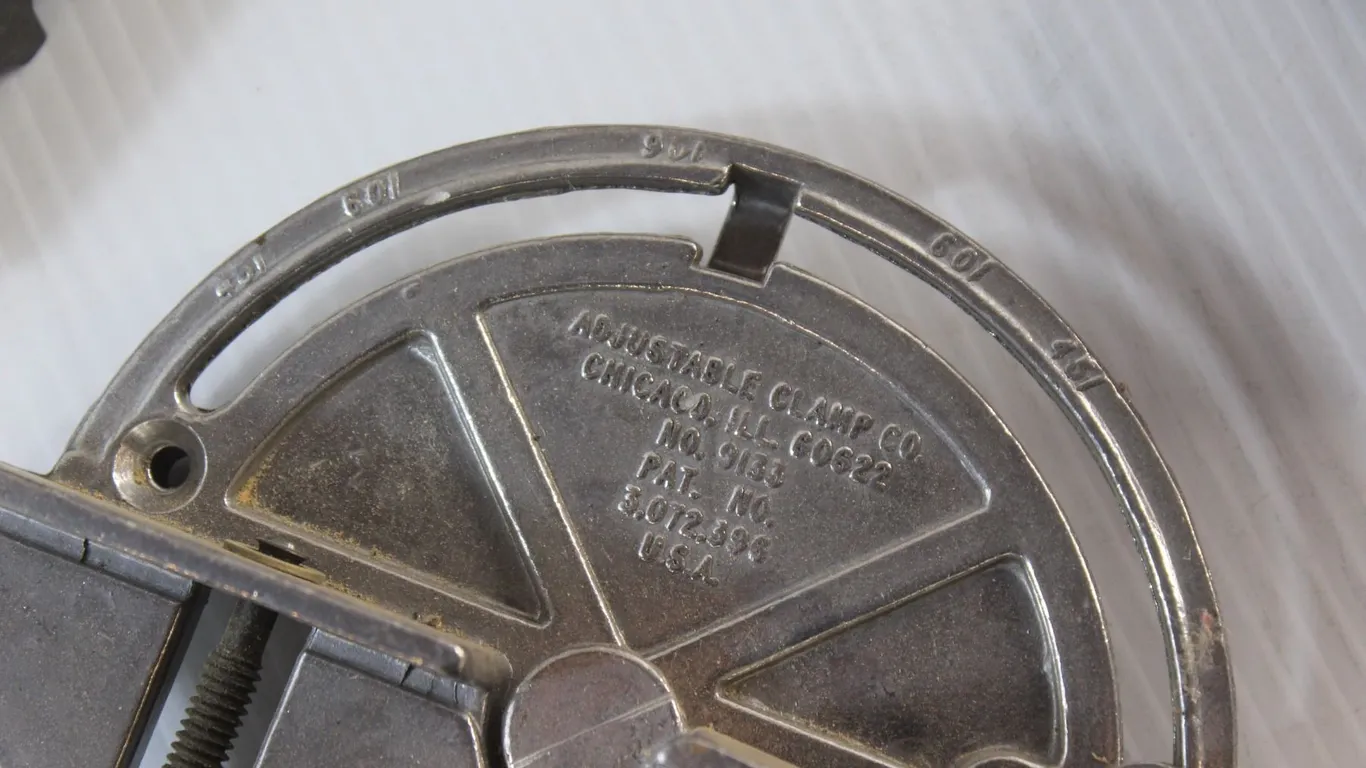 90/
60/
45/
60/
45/
ADJUSTABLE CLAMP CO.
CHICAGO, ILL. 60622
NO. 9133
PAT. NO.
3,072,396
U.S.A.